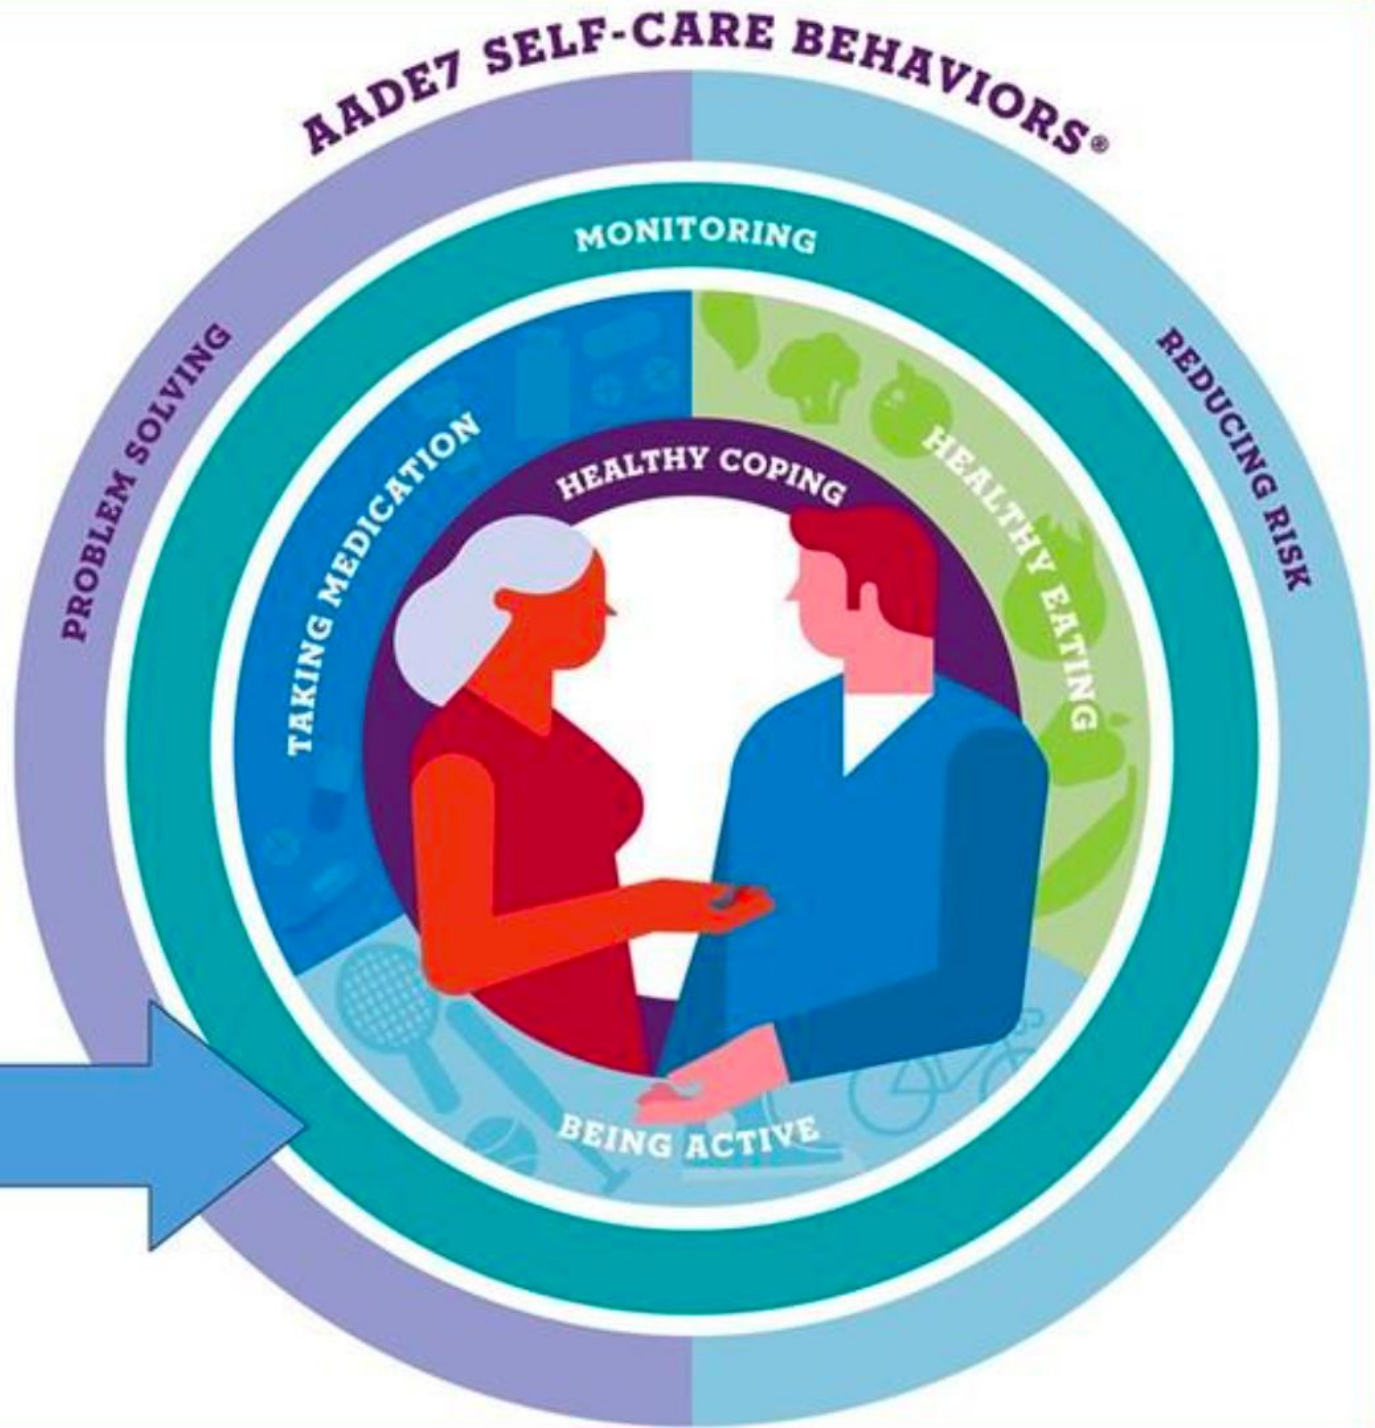 AADE7 SELF-CARE BEHAVIORS®
MONITORING
PROBLEM SOLVING
REDUCING RISK
TAKING MEDICATION
HEALTHY COPING
HEALTHY EATING
BEING ACTIVE